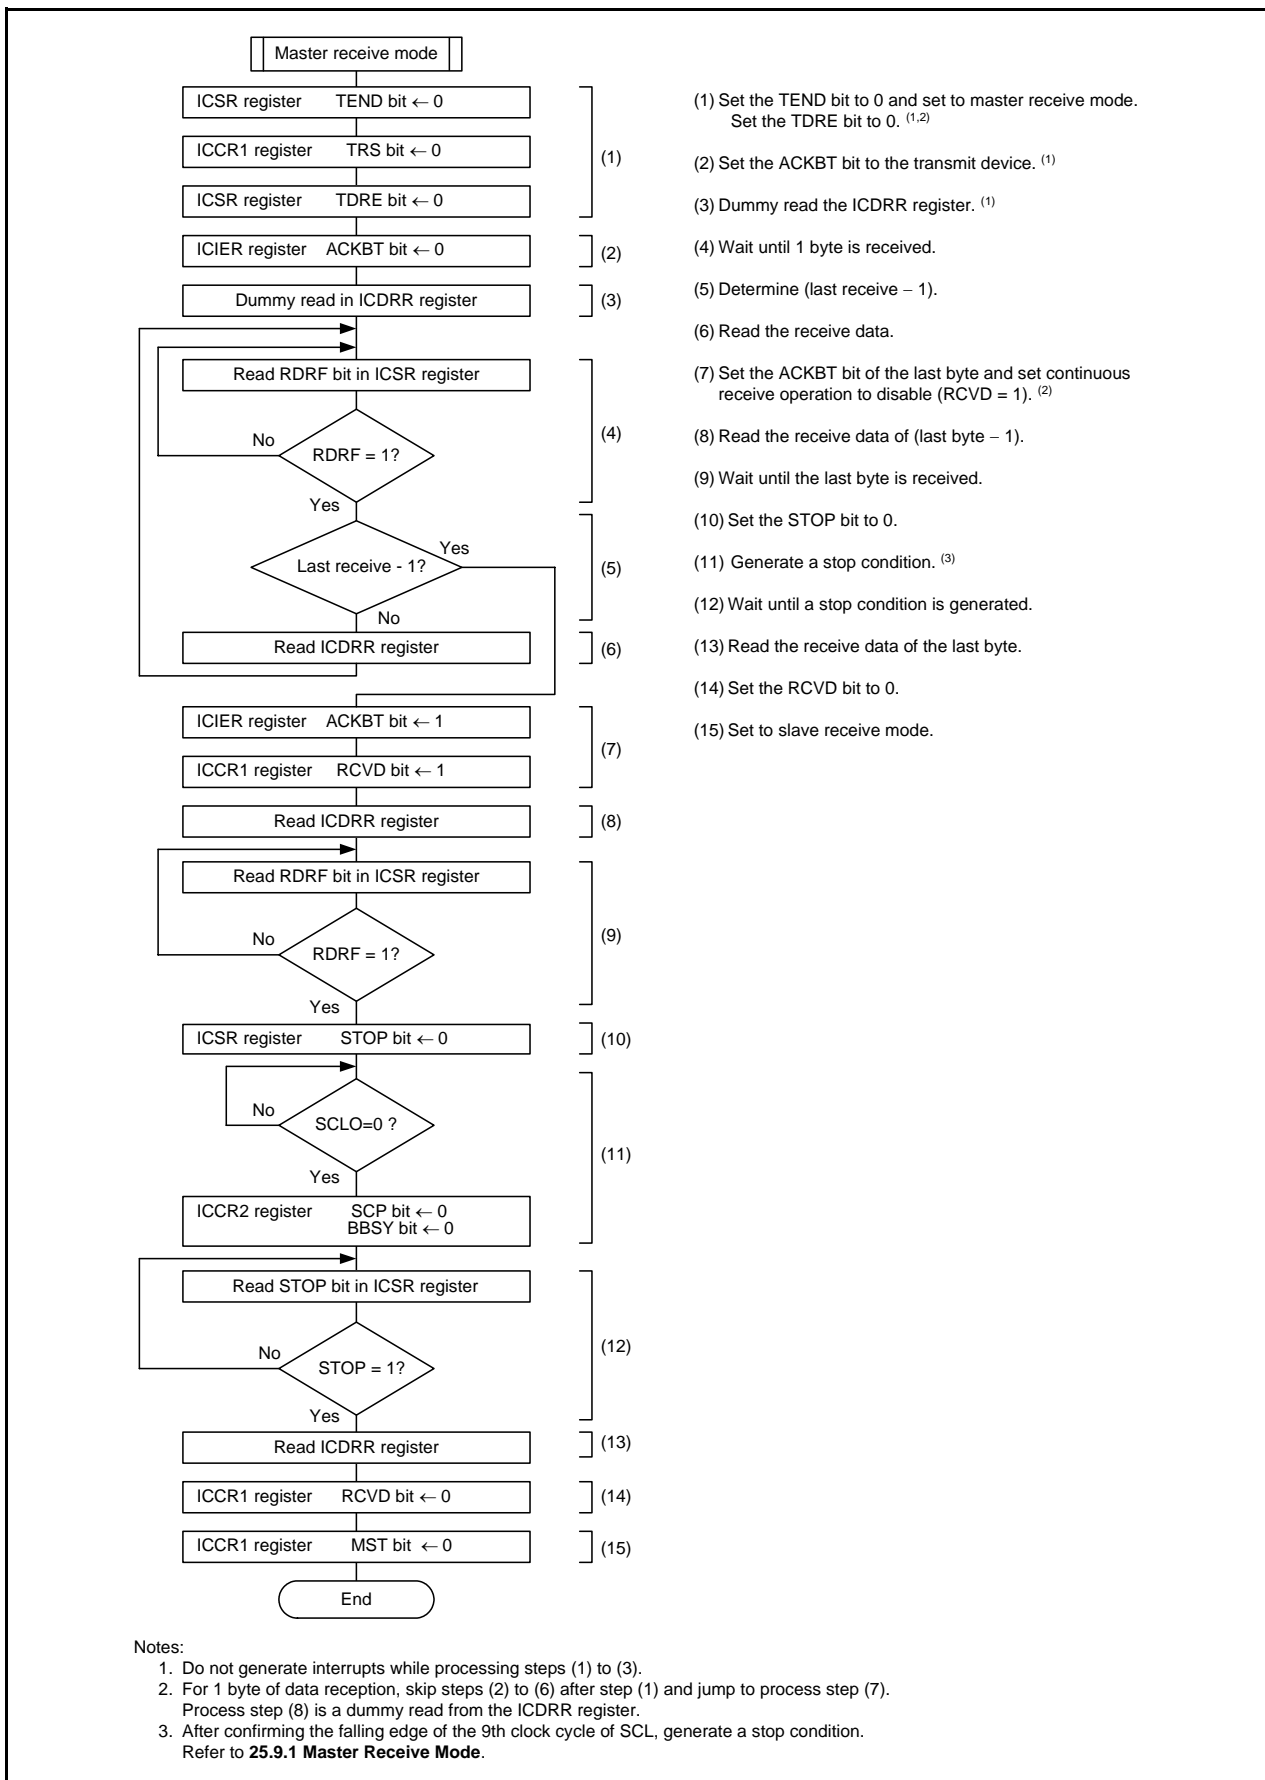 Master receive mode
ICSR register TEND bit ← 0
ICCR1 register TRS bit ← 0
ICSR register TDRE bit ← 0
(1)
ICIER register ACKBT bit ← 0
(2)
Dummy read in ICDRR register
(3)
Read RDRF bit in ICSR register
RDRF = 1?
No
Yes
(4)
Last receive - 1?
Yes
No
(5)
Read ICDRR register
(6)
ICIER register ACKBT bit ← 1
ICCR1 register RCVD bit ← 1
(7)
Read ICDRR register
(8)
Read RDRF bit in ICSR register
No
RDRF = 1?
Yes
(9)
ICSR register STOP bit ← 0
(10)
No
SCLO=0 ?
Yes
ICCR2 register SCP bit ← 0
BBSY bit ← 0
(11)
Read STOP bit in ICSR register
No
STOP = 1?
Yes
(12)
Read ICDRR register
(13)
ICCR1 register RCVD bit ← 0
(14)
ICCR1 register MST bit ← 0
(15)
End
(1) Set the TEND bit to 0 and set to master receive mode.
Set the TDRE bit to 0. (1,2)
(2) Set the ACKBT bit to the transmit device. (1)
(3) Dummy read the ICDRR register. (1)
(4) Wait until 1 byte is received.
(5) Determine (last receive − 1).
(6) Read the receive data.
(7) Set the ACKBT bit of the last byte and set continuous
receive operation to disable (RCVD = 1). (2)
(8) Read the receive data of (last byte − 1).
(9) Wait until the last byte is received.
(10) Set the STOP bit to 0.
(11) Generate a stop condition. (3)
(12) Wait until a stop condition is generated.
(13) Read the receive data of the last byte.
(14) Set the RCVD bit to 0.
(15) Set to slave receive mode.
Notes:
1. Do not generate interrupts while processing steps (1) to (3).
2. For 1 byte of data reception, skip steps (2) to (6) after step (1) and jump to process step (7).
Process step (8) is a dummy read from the ICDRR register.
3. After confirming the falling edge of the 9th clock cycle of SCL, generate a stop condition.
Refer to 25.9.1 Master Receive Mode.